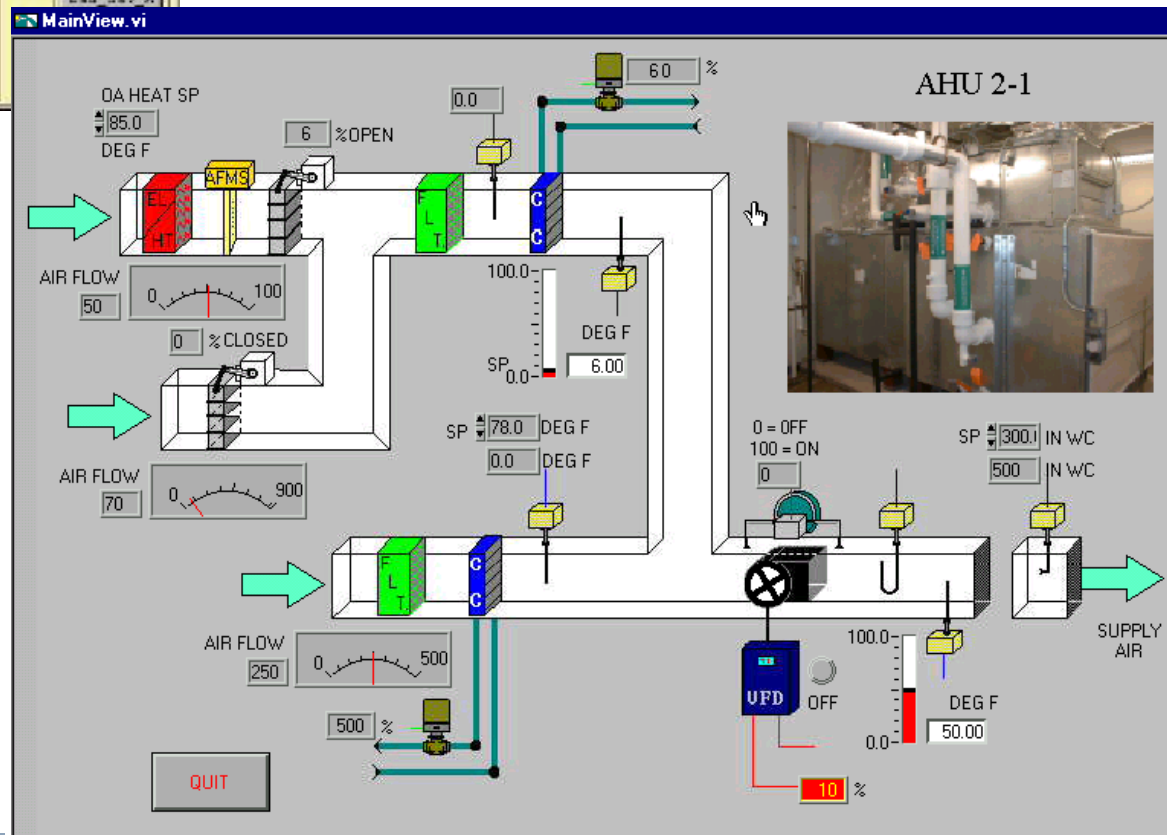 MainView.vi
AHU 2-1
OA HEAT SP
85.0
DEG F
6 %OPEN
0.0
60 %
EL
HT
AFMS
F
L
T.
C
C
AIR FLOW
50
0 100
0 %CLOSED
100.0
DEG F
SP
0.0
6.00
SP 78.0 DEG F
0.0 DEG F
0 = OFF
100 = ON
0
SP 300. IN WC
500 IN WC
AIR FLOW
70
0 900
F
L
T.
C
C
SUPPLY
AIR
AIR FLOW
250
0 500
VFD
OFF
100.0
DEG F
0.0
50.00
500 %
QUIT
10 %